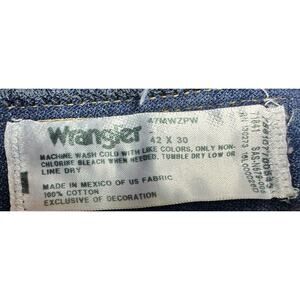 47MWZPW
Wrangler
42 X 30
MACHINE WASH COLD WITH LIKE COLORS, ONLY NON-
CHLORINE BLEACH WHEN NEEDED, TUMBLE DRY LOW OR
LINE DRY
MADE IN MEXICO OF US FABRIC
100% COTTON
EXCLUSIVE OF DECORATION